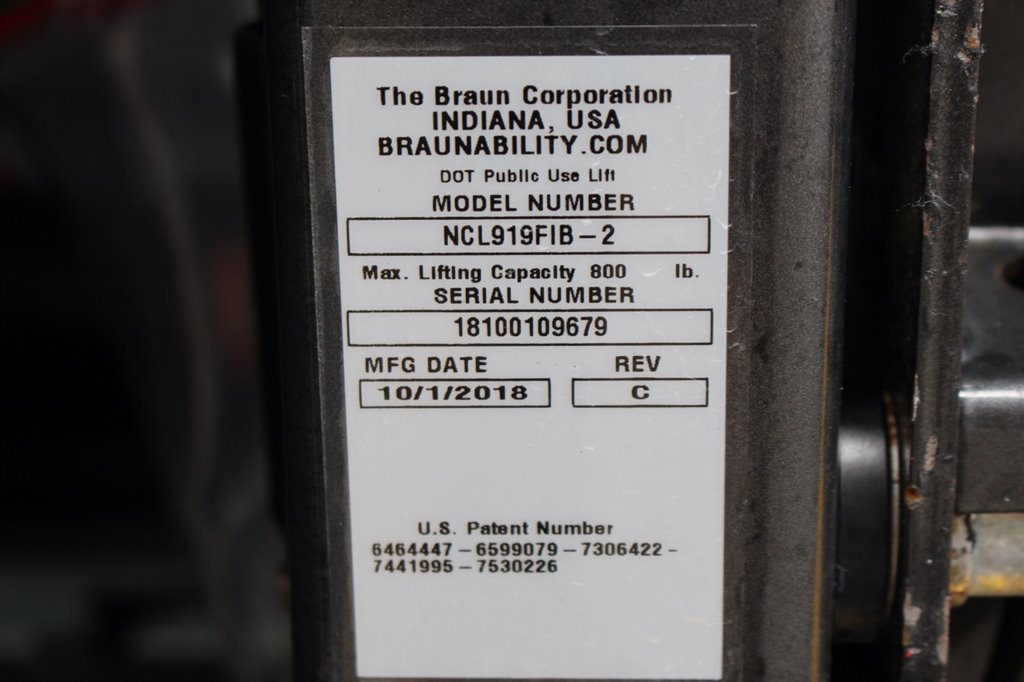 The Braun Corporation
INDIANA, USA
BRAUNABILITY.COM
DOT Public Use Lift
MODEL NUMBER
NCL919FIB-2
Max. Lifting Capacity 800 lb.
SERIAL NUMBER
18100109679
MFG DATE REV
10/1/2018 C
U.S. Patent Number
6464447-6599079-7306422-
7441995-7530226